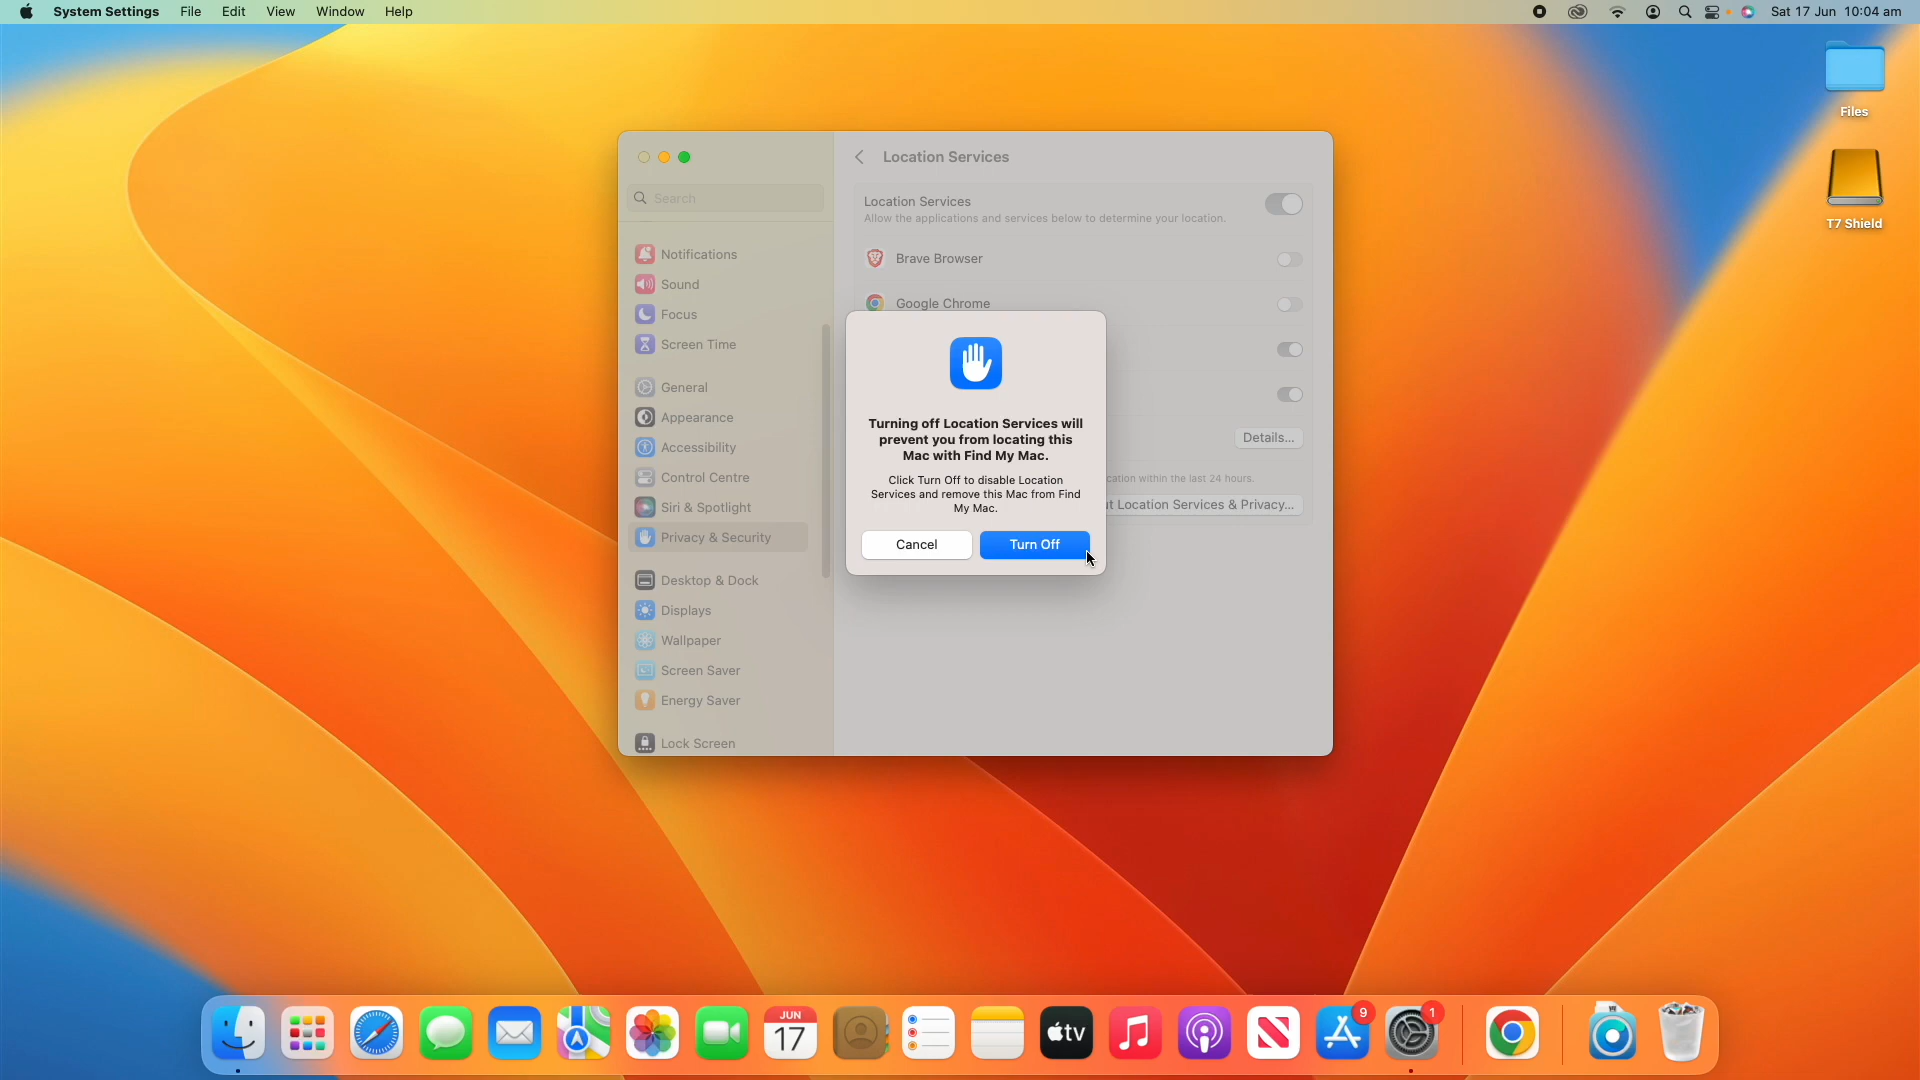 System Settings File Edit View Window Help Sat 17 Jun 10:04 am
Files
T7 Shield
Search
Notifications
Sound
Focus
Screen Time
General
Appearance
Accessibility
Control Centre
Siri & Spotlight
Privacy & Security
Desktop & Dock
Displays
Wallpaper
Screen Saver
Energy Saver
Lock Screen
Location Services
Location Services
Allow the applications and services below to determine your location.
Brave Browser
Google Chrome
Details...
cation within the last 24 hours.
ut Location Services & Privacy...
Turning off Location Services will
prevent you from locating this
Mac with Find My Mac.
Click Turn Off to disable Location
Services and remove this Mac from Find
My Mac.
Cancel Turn Off
JUN
17
tv
9
1